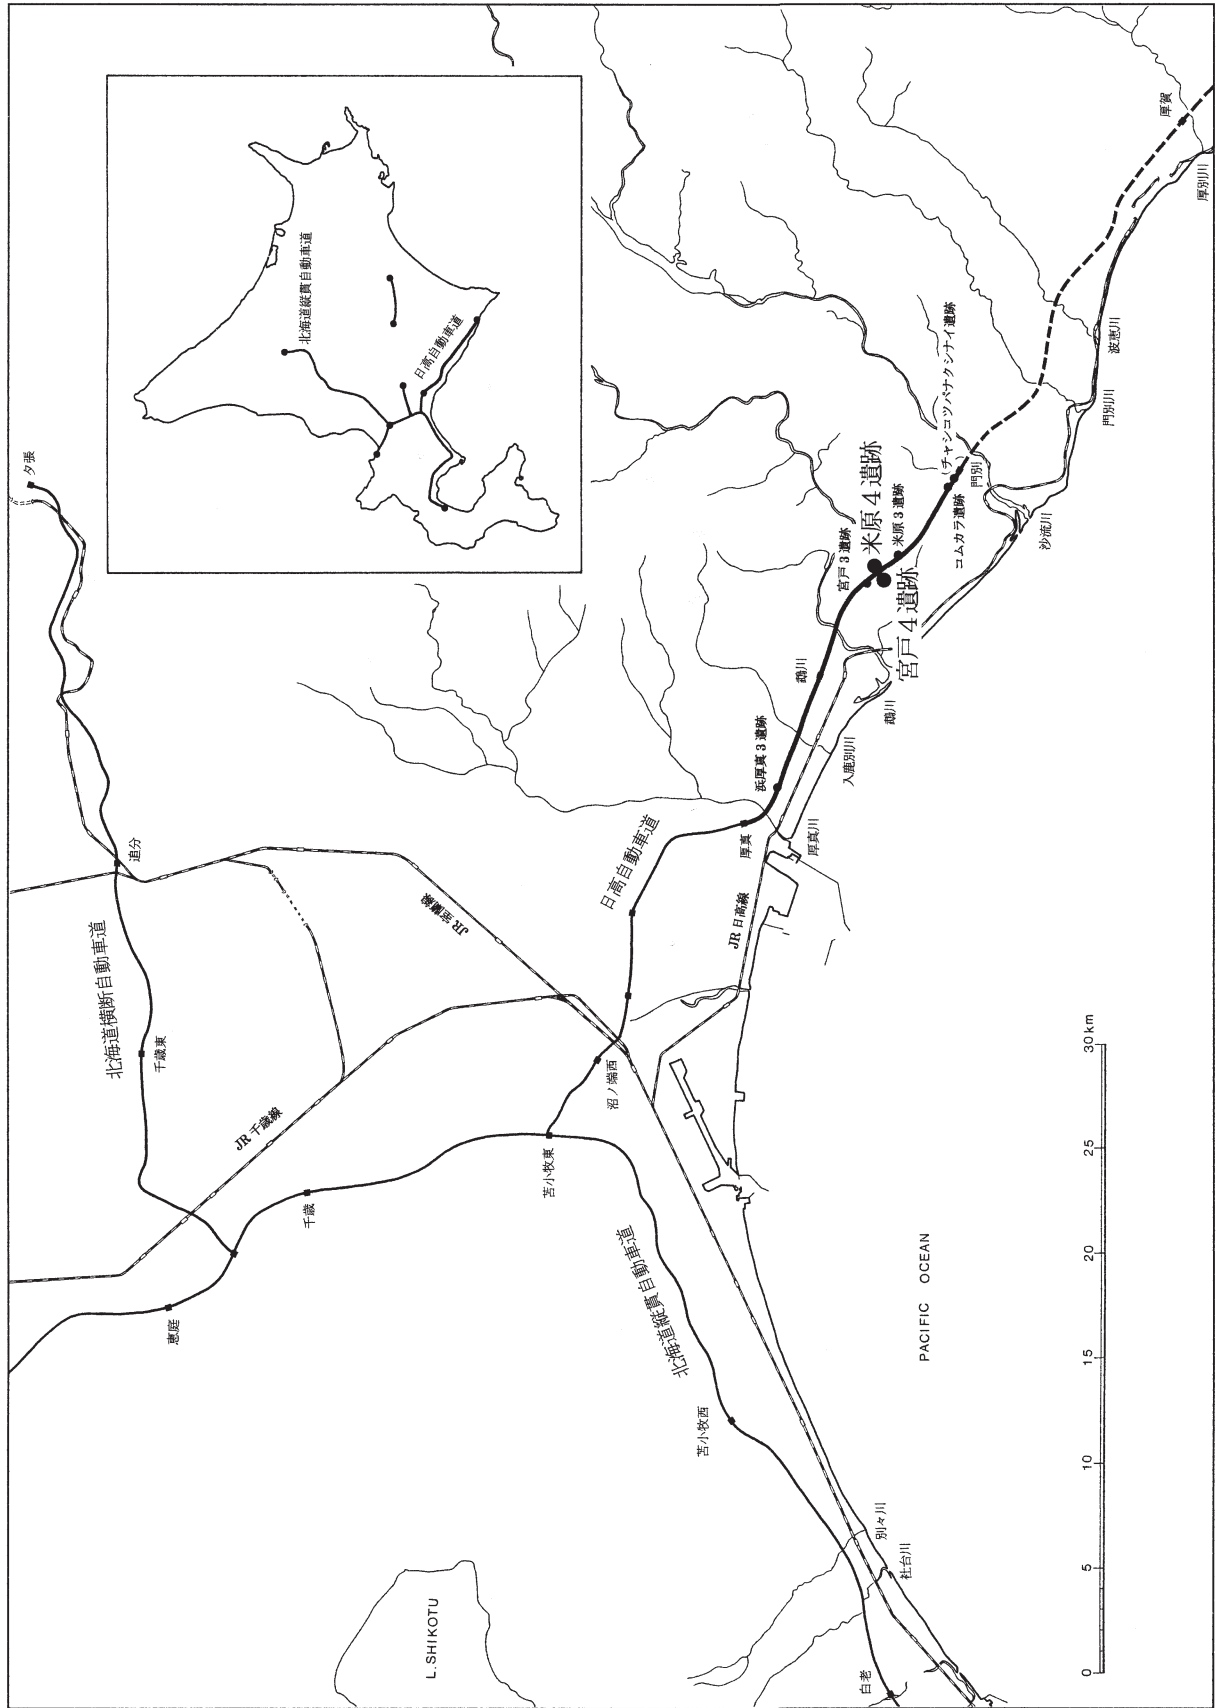 北海道縦貫自動車道
日高自動車道
夕張
追分
北海道横断自動車道
千歳東
JR室蘭線
JR千歳線
恵庭
千歳
苫小牧東
沼ノ端西
日高自動車道
厚真
浜厚真3遺跡
鵡川
宮戸3遺跡
米原4遺跡
米原3遺跡
宮戸4遺跡
コムカラ遺跡
チャシコツパナクシナイ遺跡
門別
厚賀
厚別川
波恵川
門別川
沙流川
鵡川
入鹿別川
厚真川
JR日高線
北海道縦貫自動車道
苫小牧西
別々川
社台川
白老
L.SHIKOTU
PACIFIC OCEAN
0 5 10 15 20 25 30km